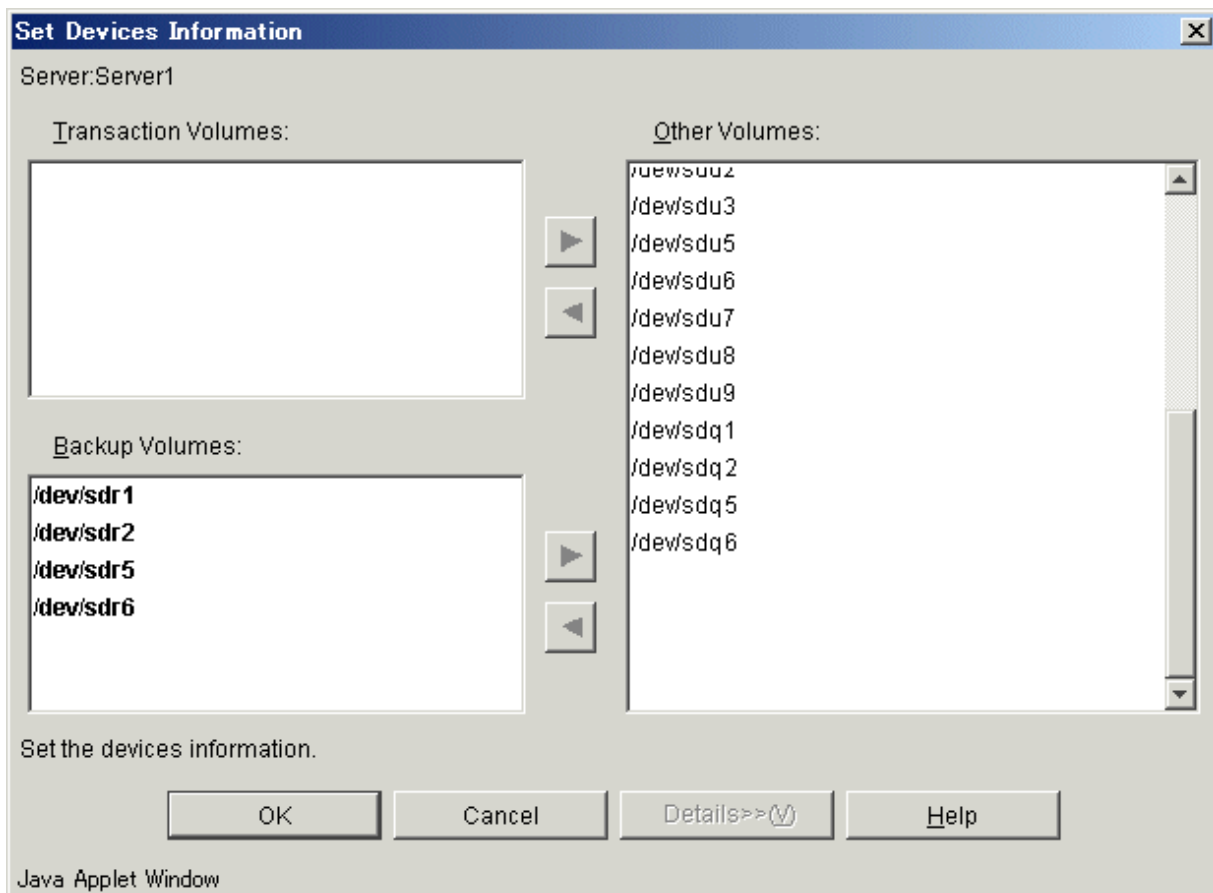 Set Devices Information
Server:Server1
Transaction Volumes:
Other Volumes:
/dev/sdu3
/dev/sdu5
/dev/sdu6
/dev/sdu7
/dev/sdu8
/dev/sdu9
/dev/sdq1
/dev/sdq2
/dev/sdq5
/dev/sdq6
Backup Volumes:
/dev/sdr1
/dev/sdr2
/dev/sdr5
/dev/sdr6
Set the devices information.
OK Cancel Details>>(V) Help
Java Applet Window